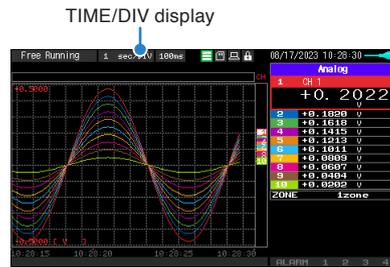 TIME/DIV display
Free Running 1 sec/DIV 100ms 08/17/2023 10:28:30
Analog
CH
1 CH 1
+0.5000
+0. 2022
V
2 +0.1820 V
3 +0.1618 V
4 +0.1415 V
5 +0.1213 V
6 +0.1011 V
7 +0.0809 V
8 +0.0607 V
9 +0.0404 V
10 +0.0202 V
ZONE 1zone
-0.5000 [ V ]
10:28:15 10:28:20 10:28:25 10:28:30
ALARM 1 2 3 4